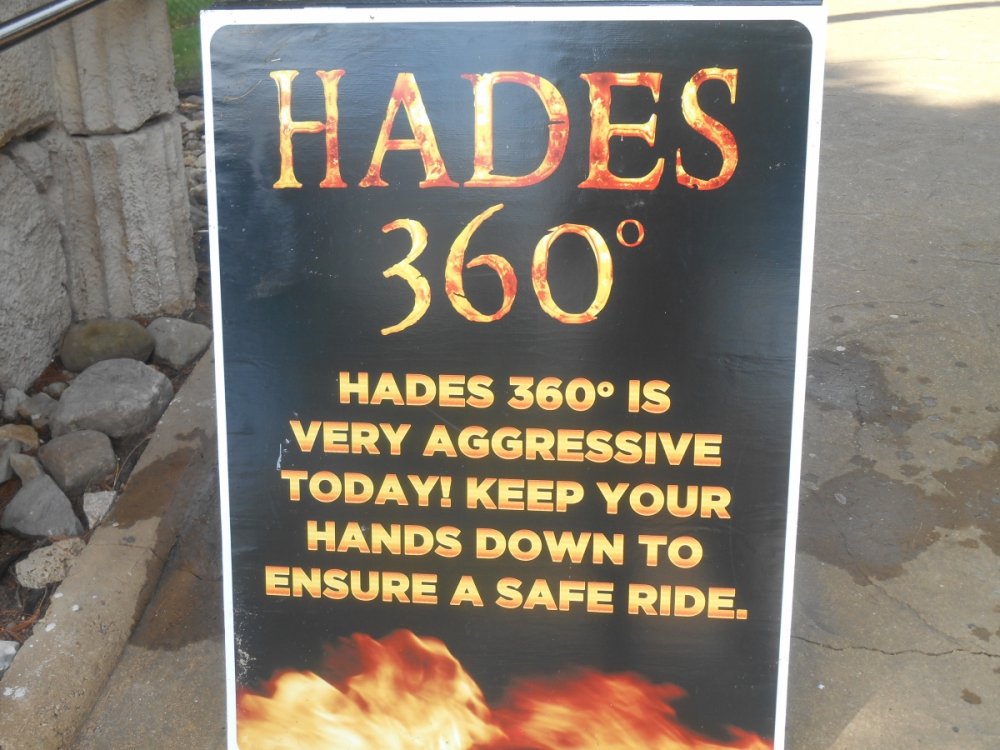 HADES
360°
HADES 360° IS
VERY AGGRESSIVE
TODAY! KEEP YOUR
HANDS DOWN TO
ENSURE A SAFE RIDE.